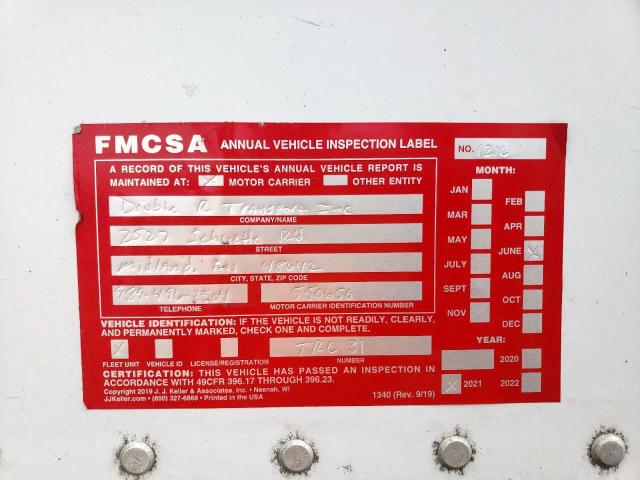 FMCSA ANNUAL VEHICLE INSPECTION LABEL NO.
A RECORD OF THIS VEHICLE'S ANNUAL VEHICLE REPORT IS
MAINTAINED AT: X MOTOR CARRIER OTHER ENTITY
Double R Transport Inc
COMPANY/NAME
Rd
STREET
Midland MI 48642
CITY, STATE, ZIP CODE
989-496- 550650
TELEPHONE MOTOR CARRIER IDENTIFICATION NUMBER
VEHICLE IDENTIFICATION: IF THE VEHICLE IS NOT READILY, CLEARLY,
AND PERMANENTLY MARKED, CHECK ONE AND COMPLETE.
X TRC 31
FLEET UNIT VEHICLE ID LICENSE/REGISTRATION NUMBER
CERTIFICATION: THIS VEHICLE HAS PASSED AN INSPECTION IN
ACCORDANCE WITH 49CFR 396.17 THROUGH 396.23.
Copyright 2019 J. J. Keller & Associates, Inc. • Neenah, WI
JJKeller.com • (800) 327-6868 • Printed in the USA
1340 (Rev. 9/19)
MONTH:
JAN FEB
MAR APR
MAY JUNE X
JULY AUG
SEPT OCT
NOV DEC
YEAR:
2020
X 2021 2022